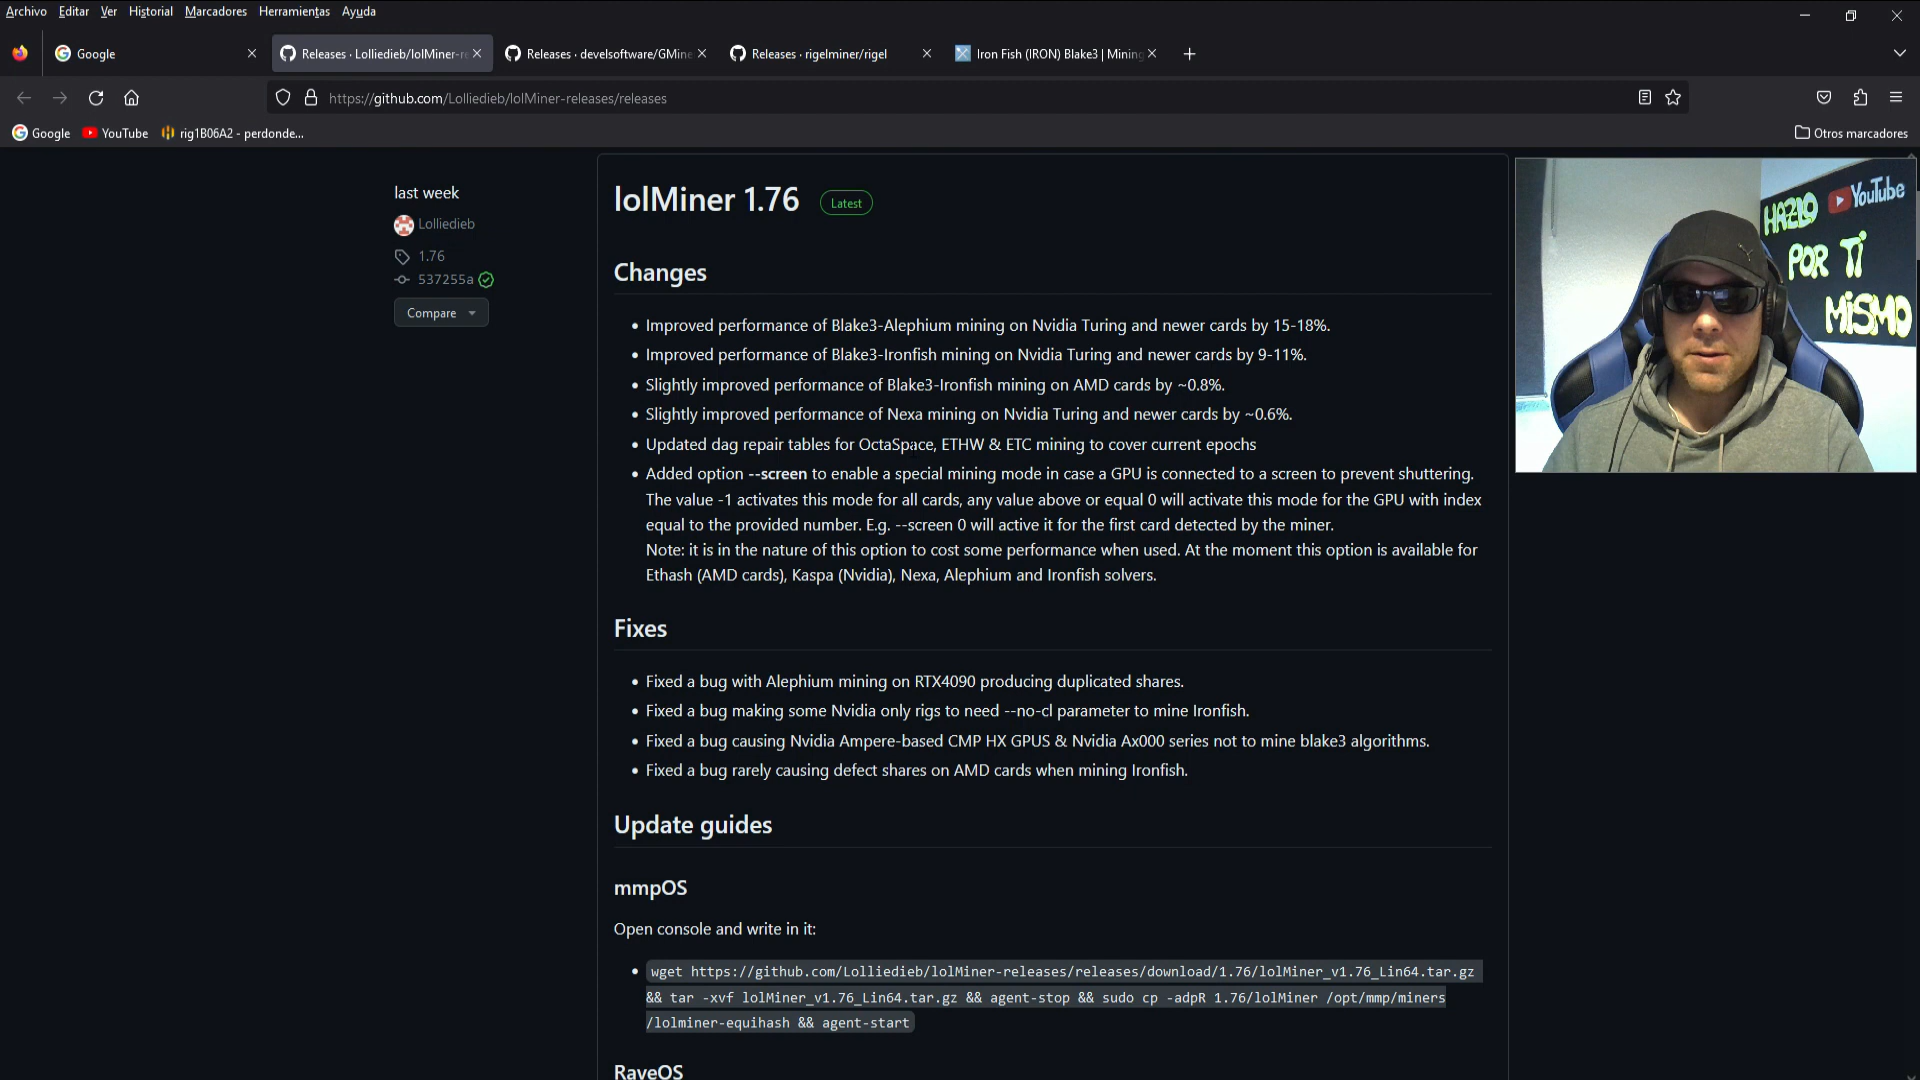 Archivo Editar Ver Historial Marcadores Herramientas Ayuda
Google
Releases · Lolliedieb/lolMiner-re
Releases · develsoftware/GMine
Releases · rigelminer/rigel
Iron Fish (IRON) Blake3 | Mining
https://github.com/Lolliedieb/lolMiner-releases/releases
Google YouTube rig1B06A2 - perdonde...
Otros marcadores
last week
Lolliedieb
1.76
537255a
Compare
lolMiner 1.76 Latest
Changes
Improved performance of Blake3-Alephium mining on Nvidia Turing and newer cards by 15-18%.
Improved performance of Blake3-Ironfish mining on Nvidia Turing and newer cards by 9-11%.
Slightly improved performance of Blake3-Ironfish mining on AMD cards by ~0.8%.
Slightly improved performance of Nexa mining on Nvidia Turing and newer cards by ~0.6%.
Updated dag repair tables for OctaSpace, ETHW & ETC mining to cover current epochs
Added option --screen to enable a special mining mode in case a GPU is connected to a screen to prevent shuttering.
The value -1 activates this mode for all cards, any value above or equal 0 will activate this mode for the GPU with index
equal to the provided number. E.g. --screen 0 will active it for the first card detected by the miner.
Note: it is in the nature of this option to cost some performance when used. At the moment this option is available for
Ethash (AMD cards), Kaspa (Nvidia), Nexa, Alephium and Ironfish solvers.
Fixes
Fixed a bug with Alephium mining on RTX4090 producing duplicated shares.
Fixed a bug making some Nvidia only rigs to need --no-cl parameter to mine Ironfish.
Fixed a bug causing Nvidia Ampere-based CMP HX GPUS & Nvidia Ax000 series not to mine blake3 algorithms.
Fixed a bug rarely causing defect shares on AMD cards when mining Ironfish.
Update guides
mmpOS
Open console and write in it:
wget https://github.com/Lolliedieb/lolMiner-releases/releases/download/1.76/lolMiner_v1.76_Lin64.tar.gz
&& tar -xvf lolMiner_v1.76_Lin64.tar.gz && agent-stop && sudo cp -adpR 1.76/lolMiner /opt/mmp/miners
/lolminer-equihash && agent-start
RaveOS
HAZLO YouTube
POR TI
MiSMO